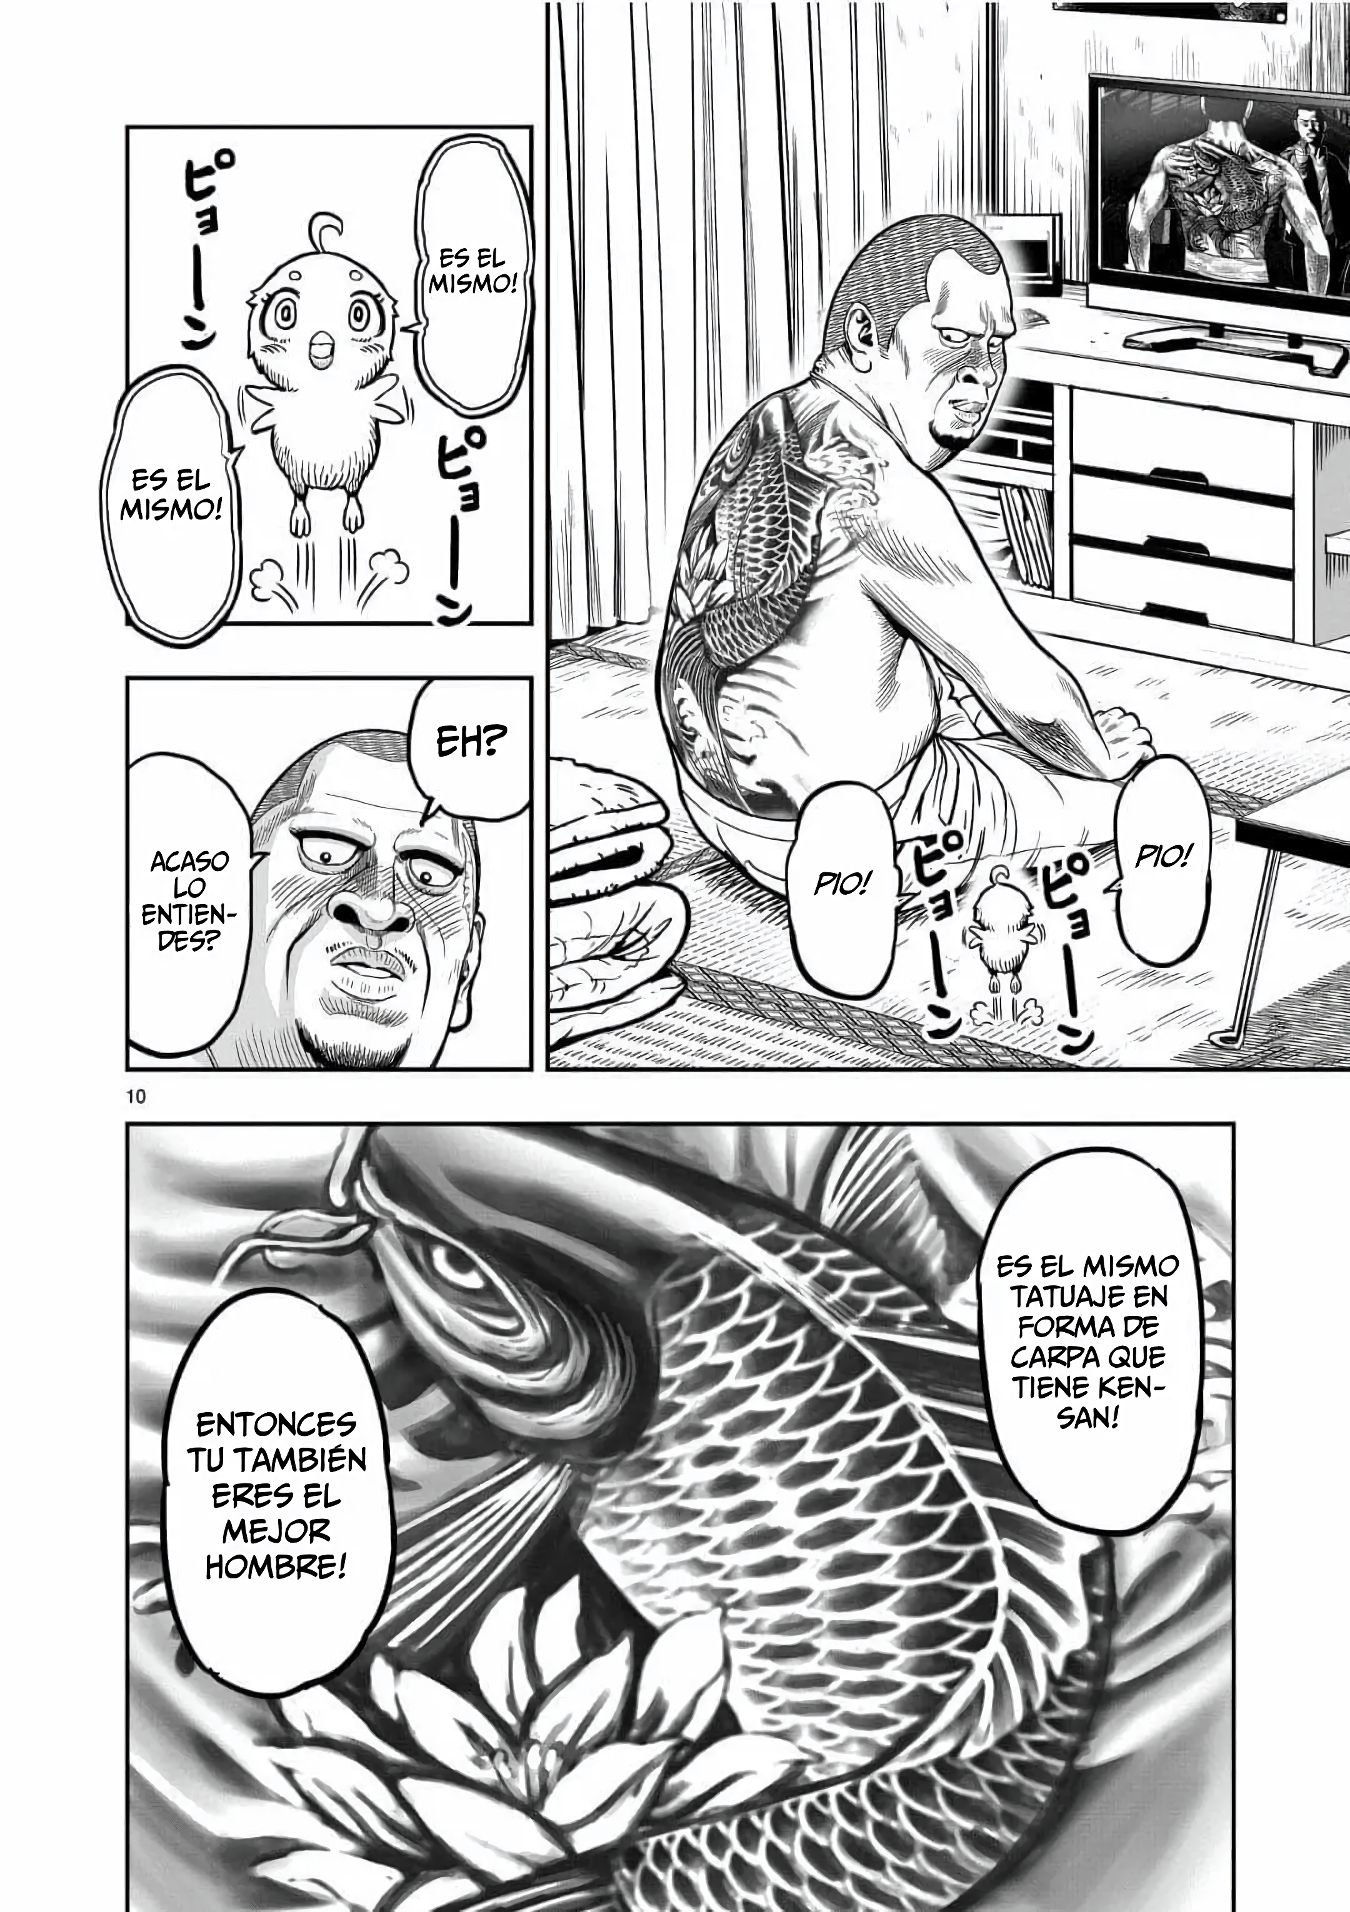 PIO!
ピョーン
PIO!
ピョーン
ES EL
MISMO!
ピョーン
ES EL
MISMO!
ピョーン
EH?
ACASO
LO
ENTIEN-
DES?
10
ES EL MISMO
TATUAJE EN
FORMA DE
CARPA QUE
TIENE KEN-
SAN!
ENTONCES
TU TAMBIÉN
ERES EL
MEJOR
HOMBRE!